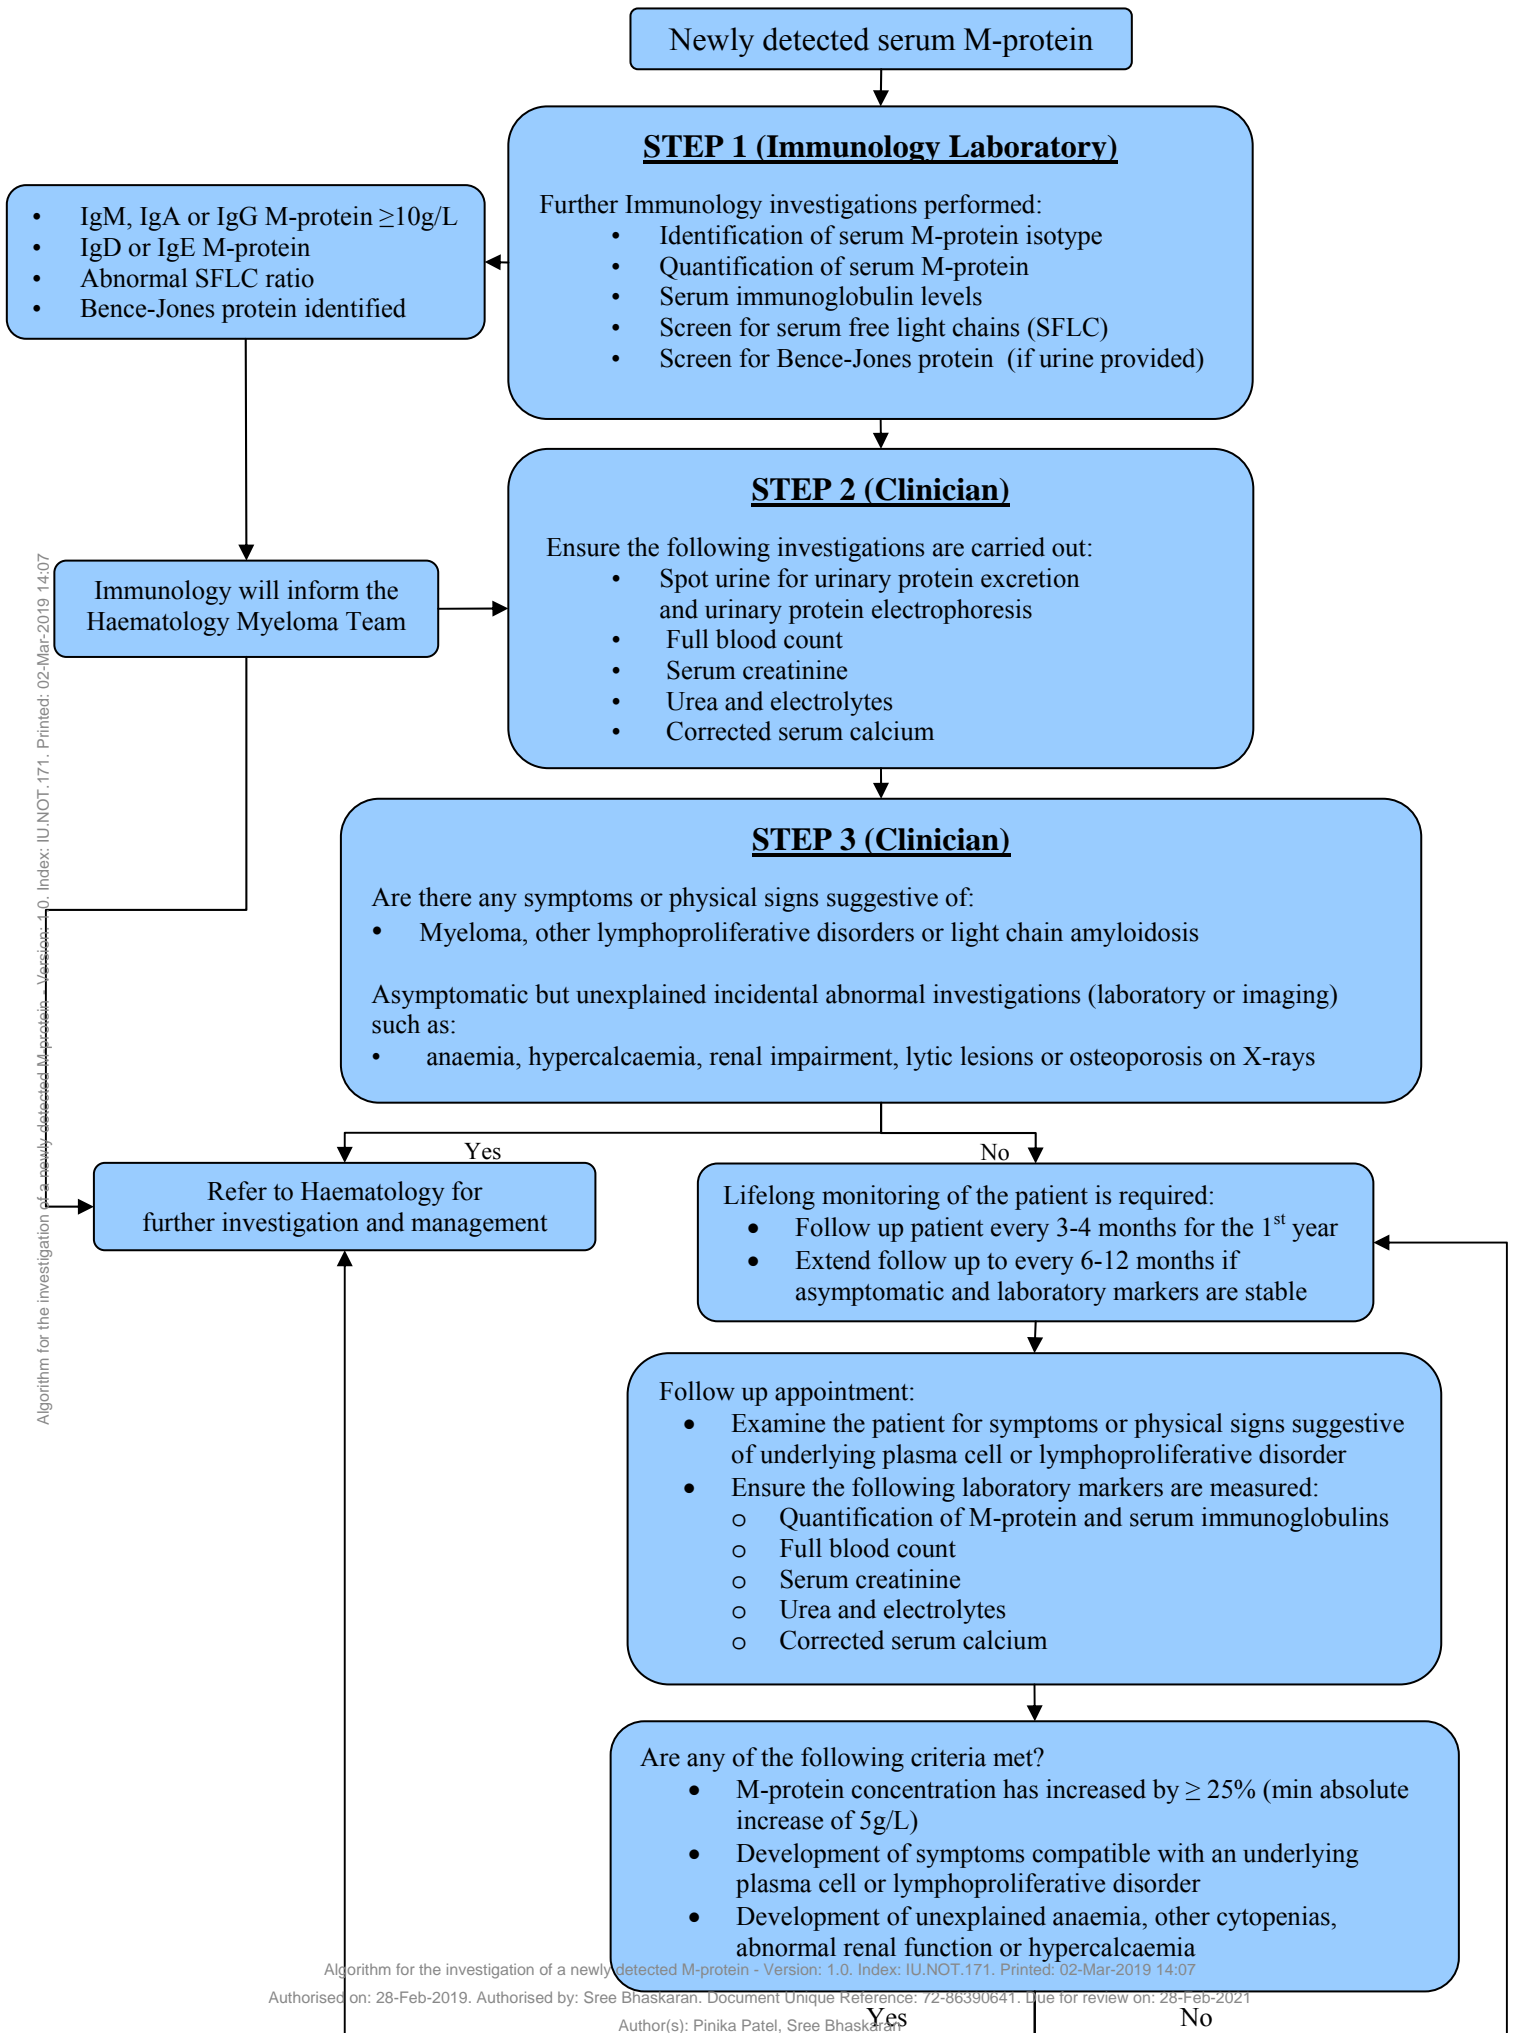 Newly detected serum M-protein
STEP 1 (Immunology Laboratory)
Further Immunology investigations performed:
• Identification of serum M-protein isotype
• Quantification of serum M-protein
• Serum immunoglobulin levels
• Screen for serum free light chains (SFLC)
• Screen for Bence-Jones protein (if urine provided)
• IgM, IgA or IgG M-protein ≥10g/L
• IgD or IgE M-protein
• Abnormal SFLC ratio
• Bence-Jones protein identified
Immunology will inform the
Haematology Myeloma Team
STEP 2 (Clinician)
Ensure the following investigations are carried out:
• Spot urine for urinary protein excretion
and urinary protein electrophoresis
• Full blood count
• Serum creatinine
• Urea and electrolytes
• Corrected serum calcium
STEP 3 (Clinician)
Are there any symptoms or physical signs suggestive of:
• Myeloma, other lymphoproliferative disorders or light chain amyloidosis
Asymptomatic but unexplained incidental abnormal investigations (laboratory or imaging)
such as:
• anaemia, hypercalcaemia, renal impairment, lytic lesions or osteoporosis on X-rays
Yes
No
Refer to Haematology for
further investigation and management
Lifelong monitoring of the patient is required:
• Follow up patient every 3-4 months for the 1st year
• Extend follow up to every 6-12 months if
asymptomatic and laboratory markers are stable
Follow up appointment:
• Examine the patient for symptoms or physical signs suggestive
of underlying plasma cell or lymphoproliferative disorder
• Ensure the following laboratory markers are measured:
o Quantification of M-protein and serum immunoglobulins
o Full blood count
o Serum creatinine
o Urea and electrolytes
o Corrected serum calcium
Are any of the following criteria met?
• M-protein concentration has increased by ≥ 25% (min absolute
increase of 5g/L)
• Development of symptoms compatible with an underlying
plasma cell or lymphoproliferative disorder
• Development of unexplained anaemia, other cytopenias,
abnormal renal function or hypercalcaemia
Yes
No
Algorithm for the investigation of a newly detected M-protein - Version: 1.0. Index: IU.NOT.171. Printed: 02-Mar-2019 14:07
Authorised on: 28-Feb-2019. Authorised by: Sree Bhaskaran. Document Unique Reference: 72-86390641. Due for review on: 28-Feb-2021
Author(s): Pinika Patel, Sree Bhaskaran
Algorithm for the investigation of a newly detected M-protein - Version: 1.0. Index: IU.NOT.171. Printed: 02-Mar-2019 14:07